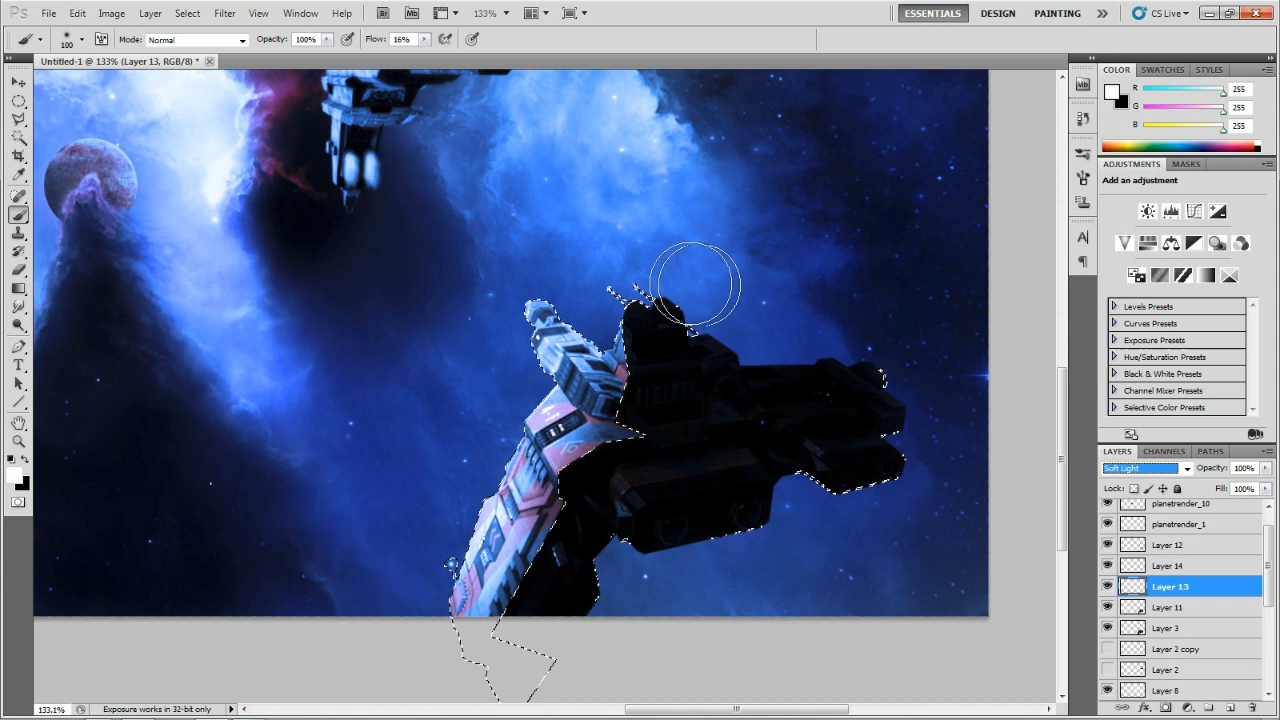 Ps File Edit Image Layer Select Filter View Window Help Br Mb 133% ESSENTIALS DESIGN PAINTING CS Live
100 Mode: Normal Opacity: 100% Flow: 16%
Untitled-1 @ 133% (Layer 13, RGB/8) *
COLOR SWATCHES STYLES
R 255
G 255
B 255
ADJUSTMENTS MASKS
Add an adjustment
Levels Presets
Curves Presets
Exposure Presets
Hue/Saturation Presets
Black & White Presets
Channel Mixer Presets
Selective Color Presets
LAYERS CHANNELS PATHS
Soft Light Opacity: 100%
Lock: Fill: 100%
planetrender_10
planetrender_1
Layer 12
Layer 14
Layer 13
Layer 11
Layer 3
Layer 2 copy
Layer 2
Layer 8
133,1% Exposure works in 32-bit only